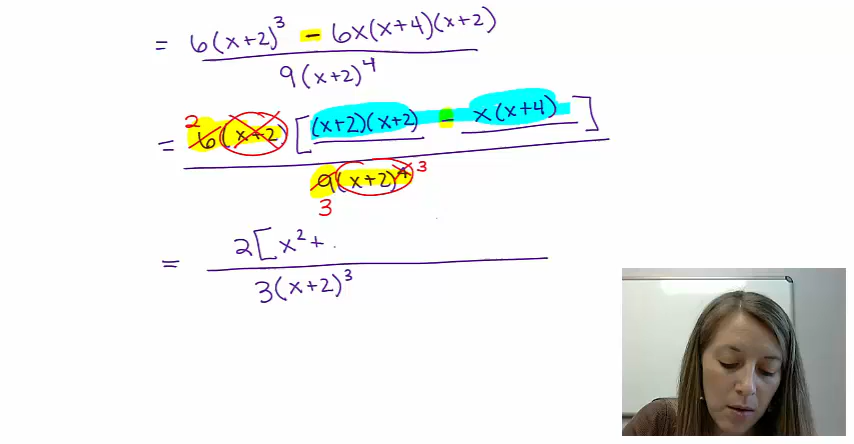 = 6(x+2)³ - 6x(x+4)(x+2)
9(x+2)⁴
= 2 6(x+2) [(x+2)(x+2) - x(x+4)]
9(x+2)⁴ 3
3
= 2[x²+
3(x+2)³